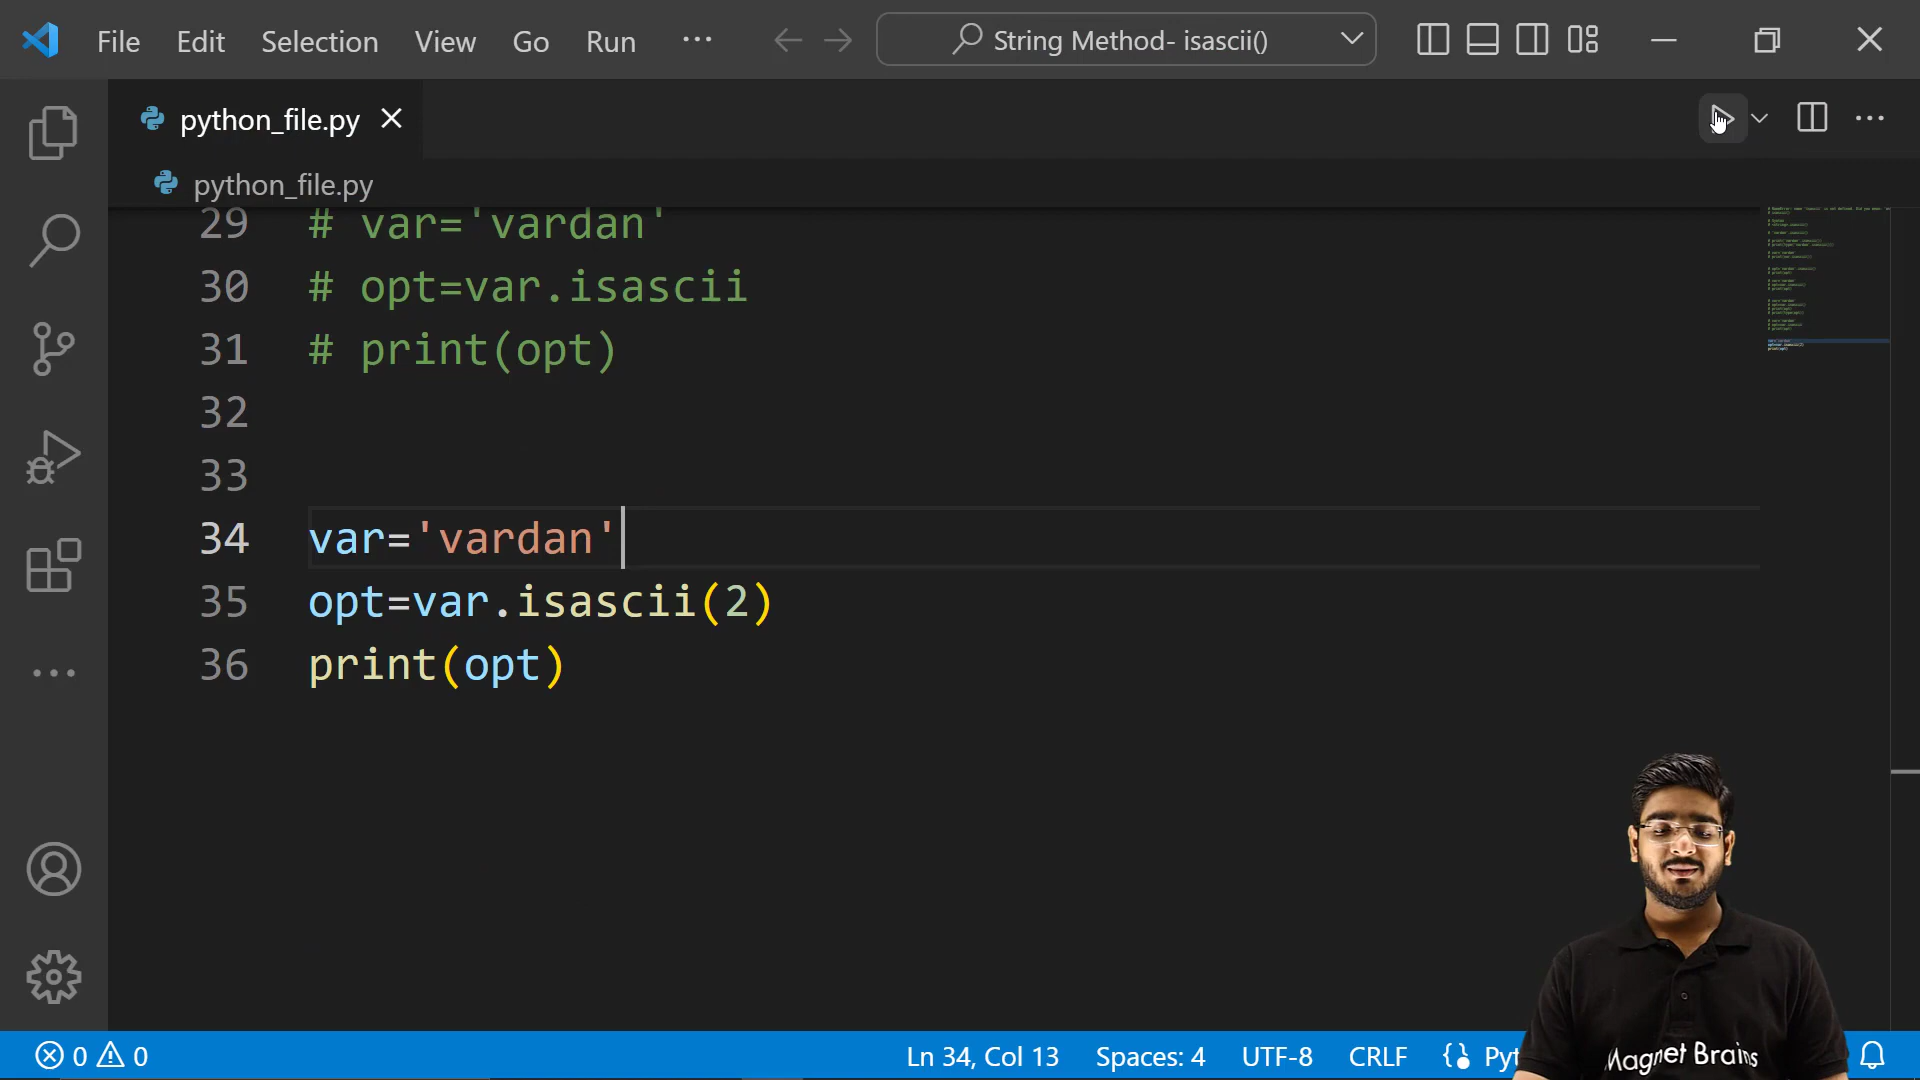 File Edit Selection View Go Run ... String Method- isascii()
python_file.py
python_file.py
29 # var='vardan'
30 # opt=var.isascii
31 # print(opt)
32
33
34 var='vardan'
35 opt=var.isascii(2)
36 print(opt)
0 0 Ln 34, Col 13 Spaces: 4 UTF-8 CRLF {}
Magnet Brains